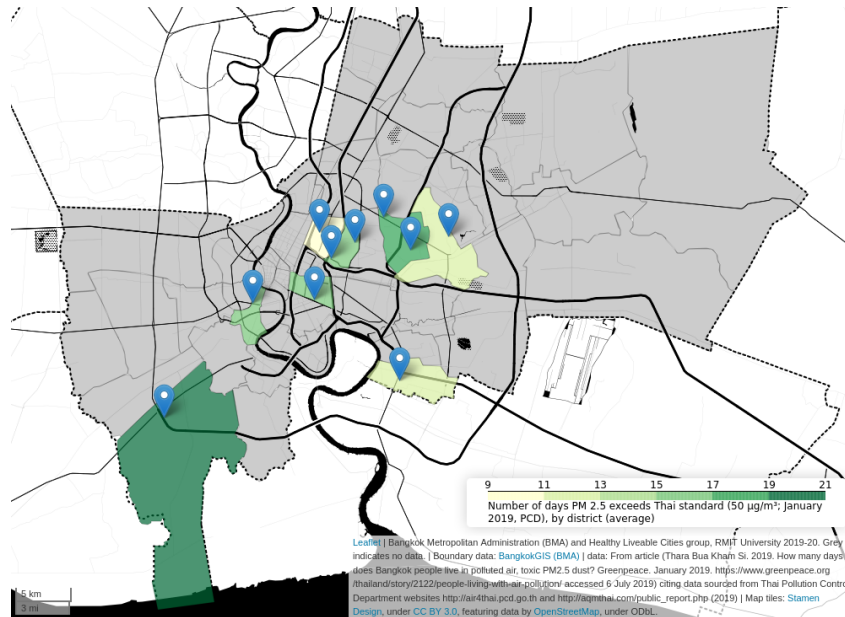 9 11 13 15 17 19 21
Number of days PM 2.5 exceeds Thai standard (50 μg/m³; January
2019, PCD), by district (average)
Leaflet | Bangkok Metropolitan Administration (BMA) and Healthy Liveable Cities group, RMIT University 2019-20. Grey
indicates no data. | Boundary data: BangkokGIS (BMA) | data: From article (Thara Bua Kham Si. 2019. How many days
does Bangkok people live in polluted air, toxic PM2.5 dust? Greenpeace. January 2019. https://www.greenpeace.org
/thailand/story/2122/people-living-with-air-pollution/ accessed 6 July 2019) citing data sourced from Thai Pollution Contro
Department websites http://air4thai.pcd.go.th and http://aqmthai.com/public_report.php (2019) | Map tiles: Stamen
Design, under CC BY 3.0, featuring data by OpenStreetMap, under ODbL.
5 km
3 mi